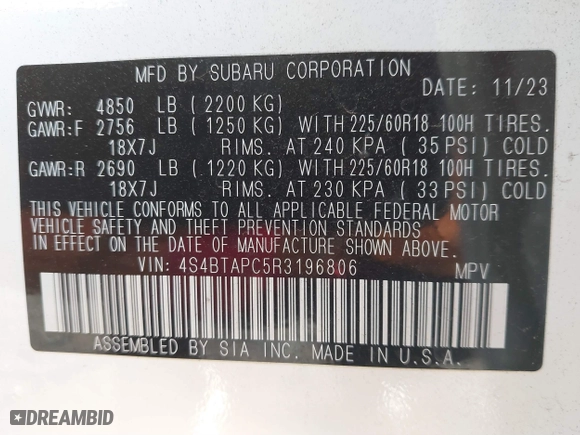 MFD BY SUBARU CORPORATION
DATE: 11/23
GVWR: 4850 LB (2200 KG)
GAWR:F 2756 LB (1250 KG) WITH 225/60R18 100H TIRES.
18X7J RIMS. AT 240 KPA (35 PSI) COLD
GAWR:R 2690 LB (1220 KG) WITH 225/60R18 100H TIRES.
18X7J RIMS. AT 230 KPA (33 PSI) COLD
THIS VEHICLE CONFORMS TO ALL APPLICABLE FEDERAL MOTOR
VEHICLE SAFETY AND THEFT PREVENTION STANDARDS
IN EFFECT ON THE DATE OF MANUFACTURE SHOWN ABOVE.
VIN: 4S4BTAPC5R3196806 MPV
ASSEMBLED BY SIA INC. MADE IN U.S.A.
DREAMBID